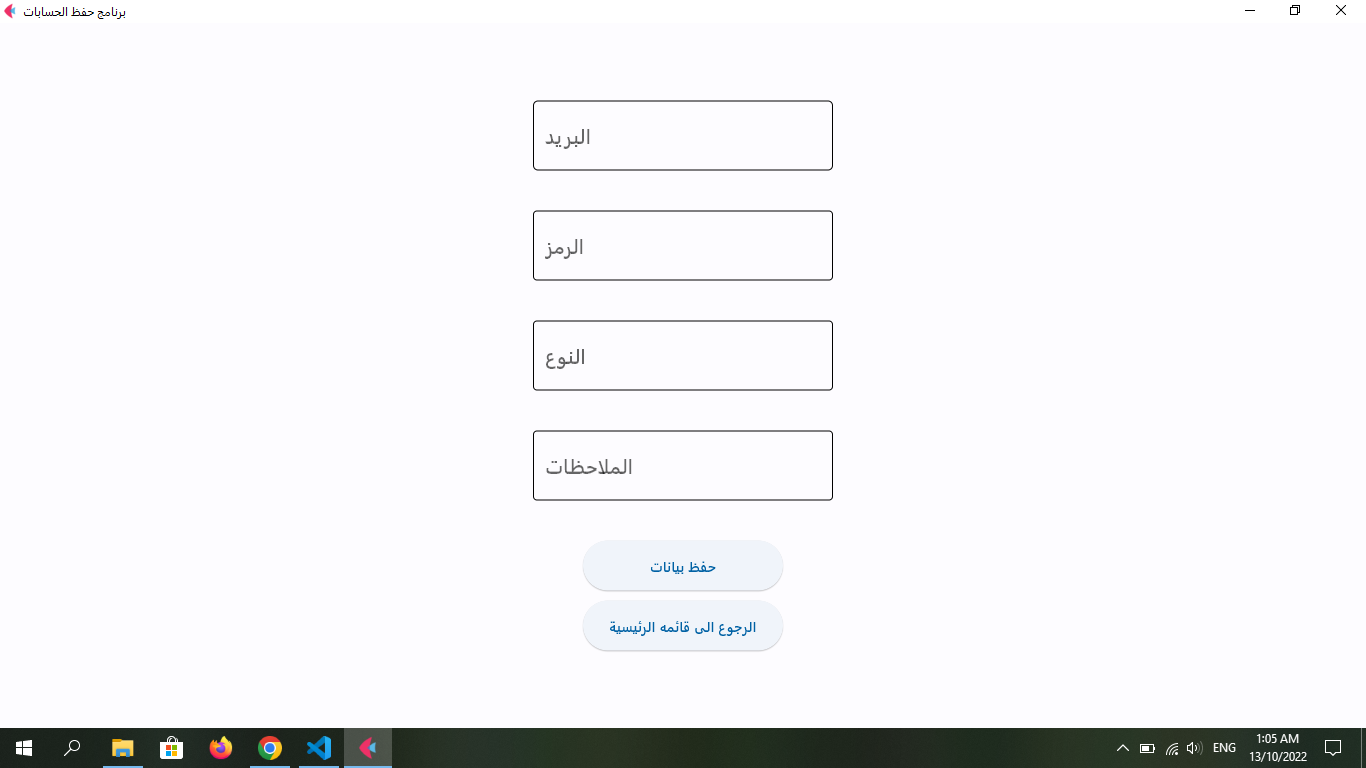 برنامج حفظ الحسابات
البريد
الرمز
النوع
الملاحظات
حفظ بيانات
الرجوع الى قائمه الرئيسية
ENG
1:05 AM
13/10/2022